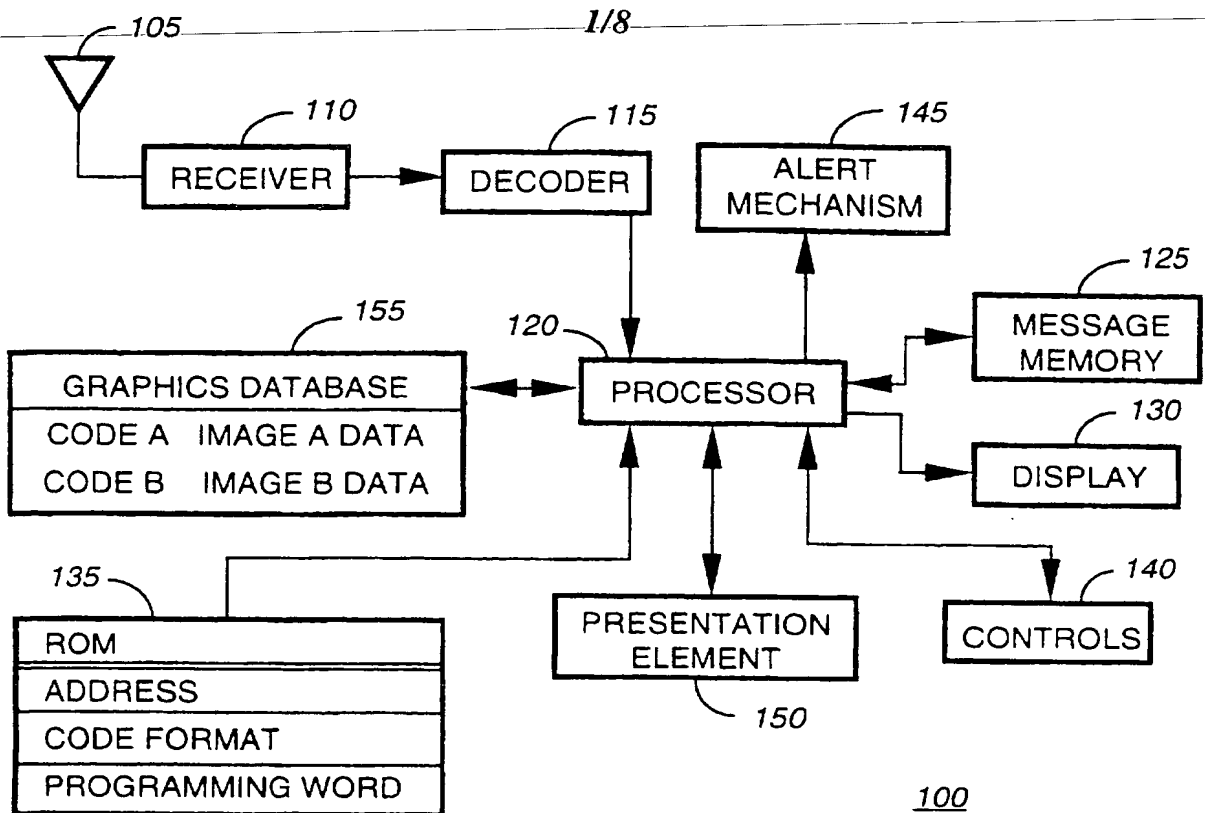 1/8
105
110
RECEIVER
115
DECODER
145
ALERT
MECHANISM
125
MESSAGE
MEMORY
155
GRAPHICS DATABASE
CODE A IMAGE A DATA
CODE B IMAGE B DATA
120
PROCESSOR
130
DISPLAY
135
ROM
ADDRESS
CODE FORMAT
PROGRAMMING WORD
PRESENTATION
ELEMENT
150
140
CONTROLS
100